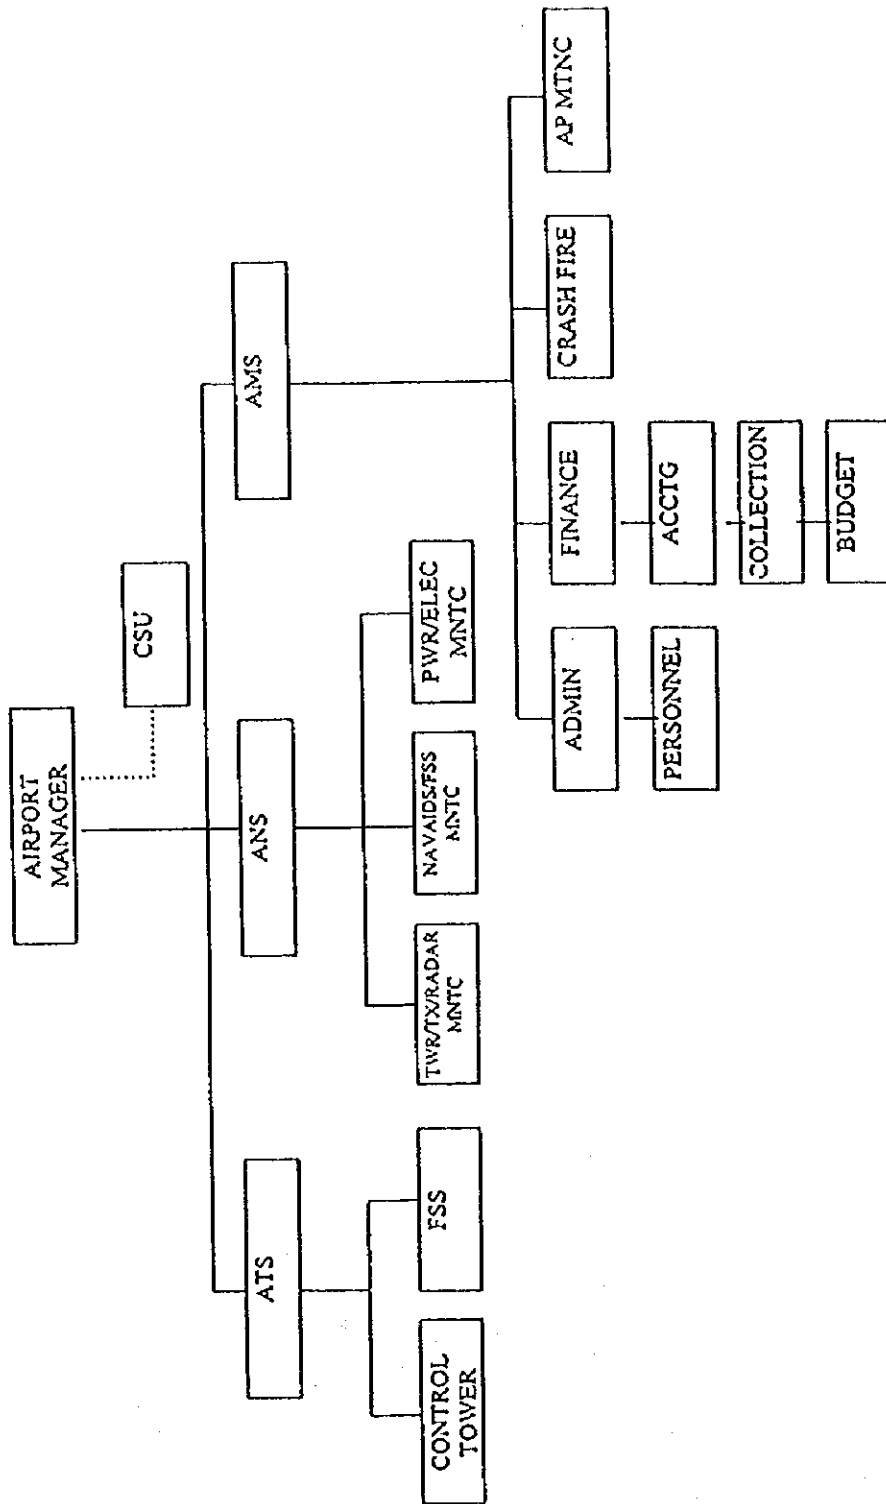 AIRPORT
MANAGER
CSU
ATS
ANS
AMS
CONTROL
TOWER
FSS
TWR/TX/RADAR
MNTC
NAVAIDS/FSS
MNTC
PWR/ELEC
MNTC
ADMIN
FINANCE
CRASH FIRE
AP MTNC
PERSONNEL
ACCTG
COLLECTION
BUDGET